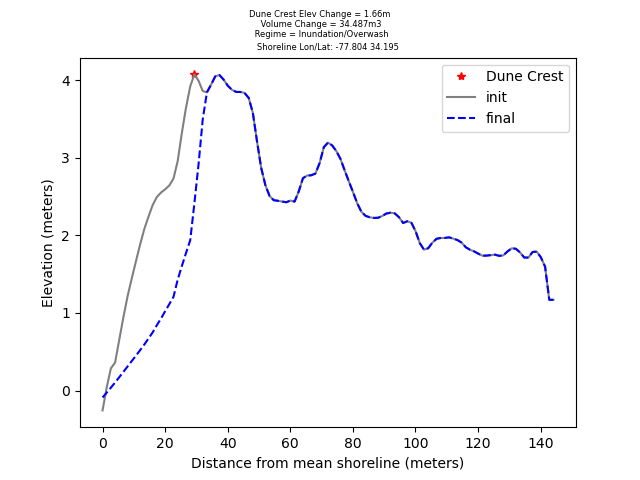 Dune Crest Elev Change = 1.66m
Volume Change = 34.487m3
Regime = Inundation/Overwash
Shoreline Lon/Lat: -77.804 34.195
Dune Crest
init
final
Elevation (meters)
4
3
2
1
0
0 20 40 60 80 100 120 140
Distance from mean shoreline (meters)